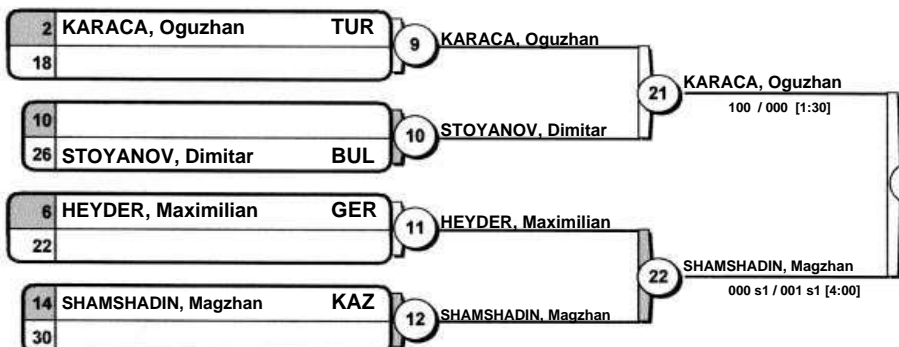 2 KARACA, Oguzhan TUR
18
9
KARACA, Oguzhan
10
26 STOYANOV, Dimitar BUL
10
STOYANOV, Dimitar
21
KARACA, Oguzhan
100 / 000 [1:30]
6 HEYDER, Maximilian GER
22
11
HEYDER, Maximilian
14 SHAMSHADIN, Magzhan KAZ
30
12
SHAMSHADIN, Magzhan
22
SHAMSHADIN, Magzhan
000 s1 / 001 s1 [4:00]